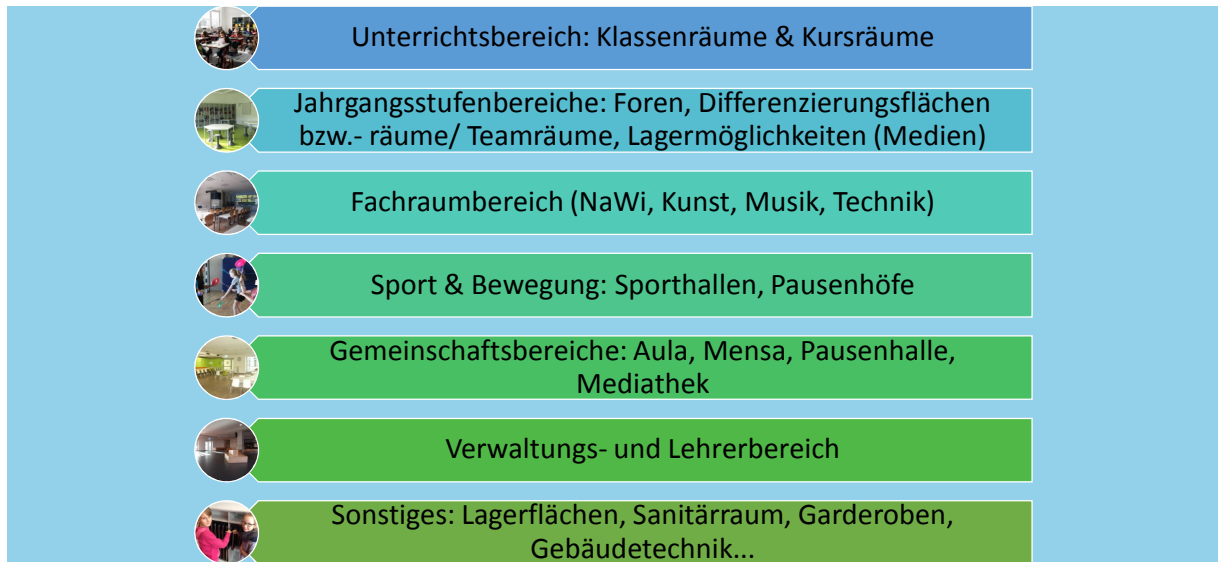 Unterrichtsbereich: Klassenräume & Kursräume
Jahrgangsstufenbereiche: Foren, Differenzierungsflächen
bzw.- räume/ Teamräume, Lagermöglichkeiten (Medien)
Fachraumbereich (NaWi, Kunst, Musik, Technik)
Sport & Bewegung: Sporthallen, Pausenhöfe
Gemeinschaftsbereiche: Aula, Mensa, Pausenhalle,
Mediathek
Verwaltungs- und Lehrerbereich
Sonstiges: Lagerflächen, Sanitärraum, Garderoben,
Gebäudetechnik...